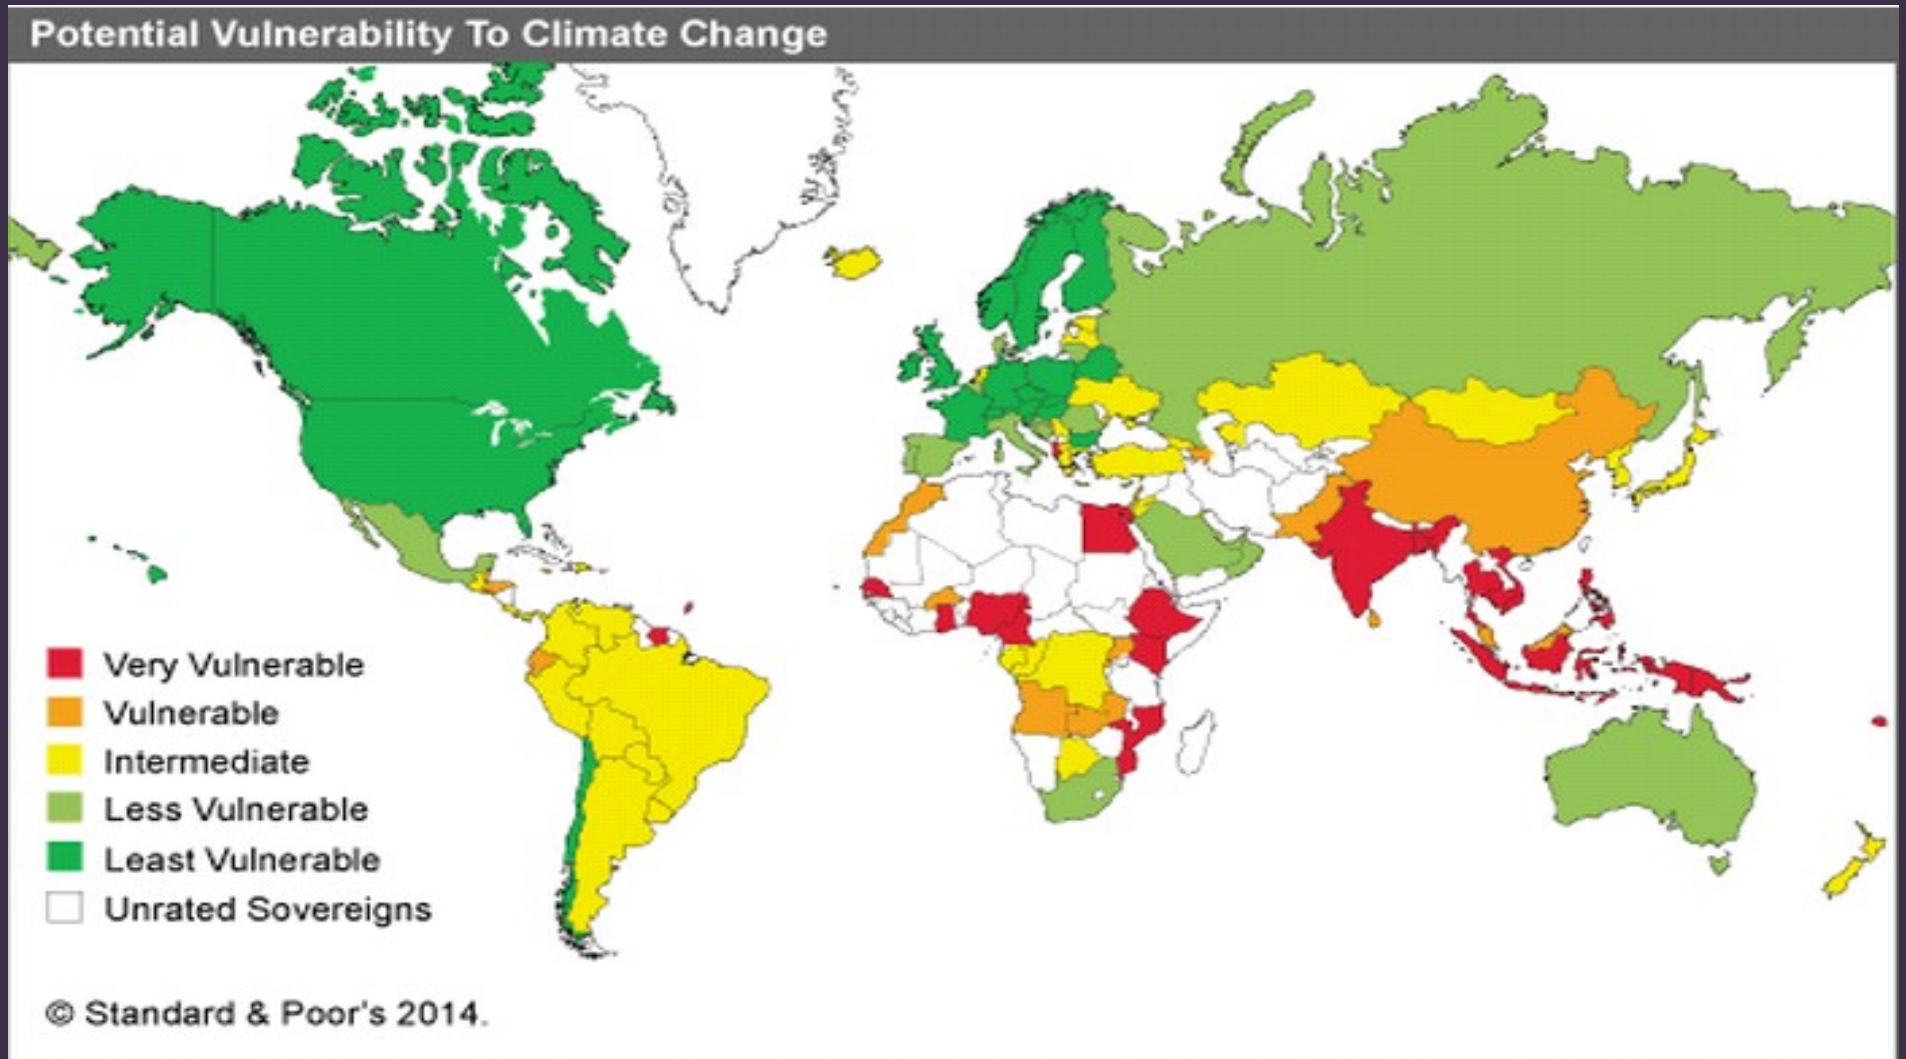 Potential Vulnerability To Climate Change
Very Vulnerable
Vulnerable
Intermediate
Less Vulnerable
Least Vulnerable
Unrated Sovereigns
© Standard & Poor's 2014.